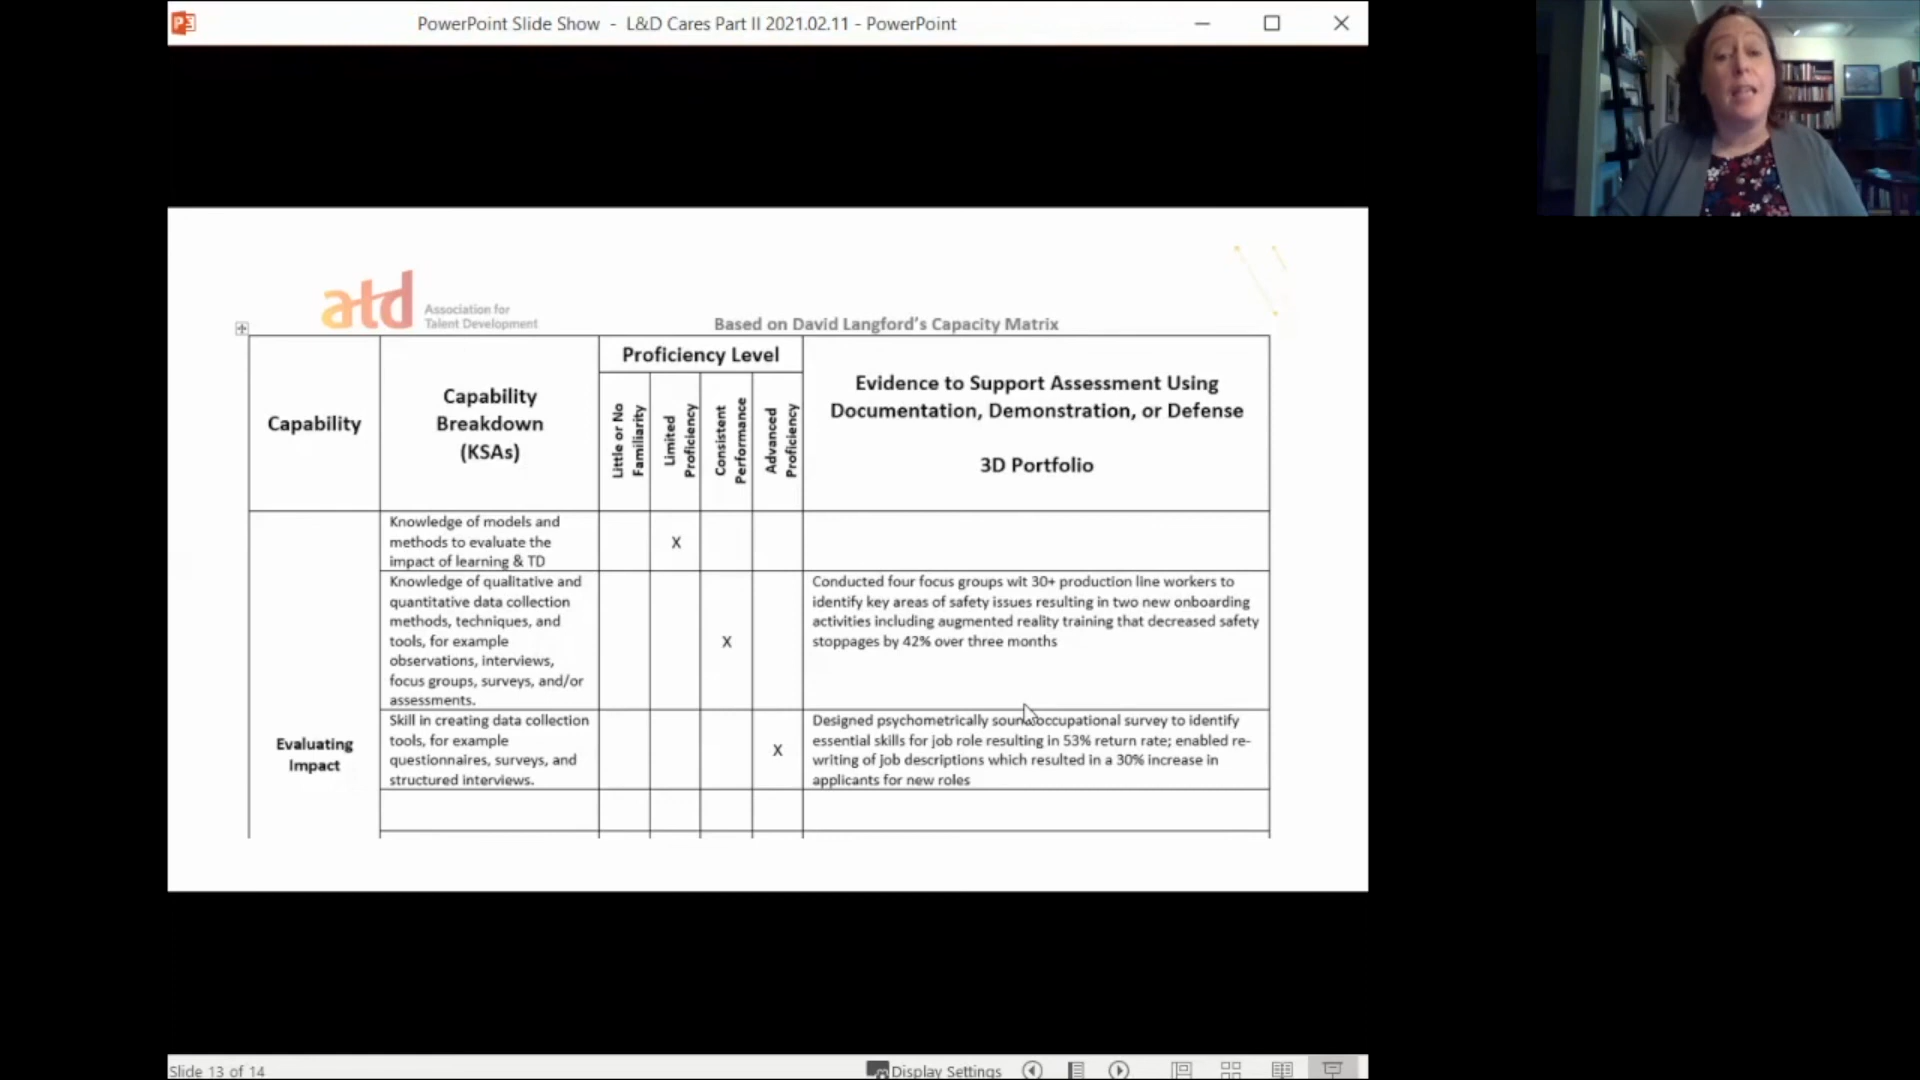 PowerPoint Slide Show - L&D Cares Part II 2021.02.11 - PowerPoint
atd
Association for
Talent Development
Based on David Langford's Capacity Matrix
Capability
Capability
Breakdown
(KSAs)
Proficiency Level
Little or No
Familiarity
Limited
Proficiency
Consistent
Performance
Advanced
Proficiency
Evidence to Support Assessment Using
Documentation, Demonstration, or Defense
3D Portfolio
Evaluating
Impact
Knowledge of models and
methods to evaluate the
impact of learning & TD
X
Knowledge of qualitative and
quantitative data collection
methods, techniques, and
tools, for example
observations, interviews,
focus groups, surveys, and/or
assessments.
X
Conducted four focus groups wit 30+ production line workers to
identify key areas of safety issues resulting in two new onboarding
activities including augmented reality training that decreased safety
stoppages by 42% over three months
Skill in creating data collection
tools, for example
questionnaires, surveys, and
structured interviews.
X
Designed psychometrically sound occupational survey to identify
essential skills for job role resulting in 53% return rate; enabled re-
writing of job descriptions which resulted in a 30% increase in
applicants for new roles
Slide 13 of 14
Display Settings